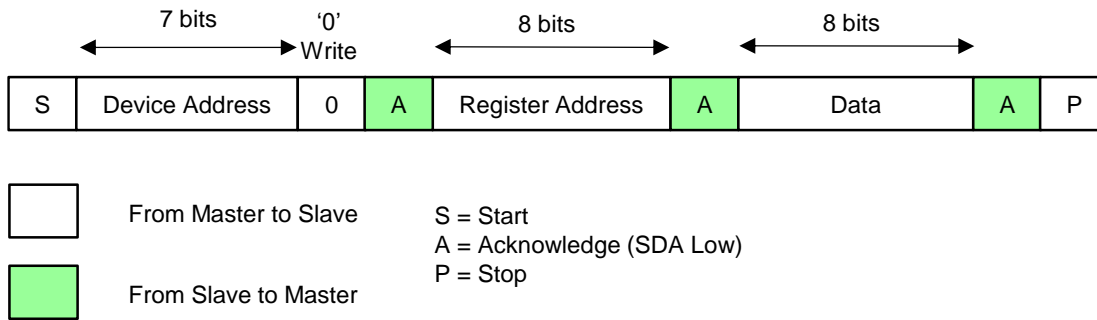 7 bits
‘0’
Write
8 bits
8 bits
S Device Address 0 A Register Address A Data A P
From Master to Slave
From Slave to Master
S = Start
A = Acknowledge (SDA Low)
P = Stop